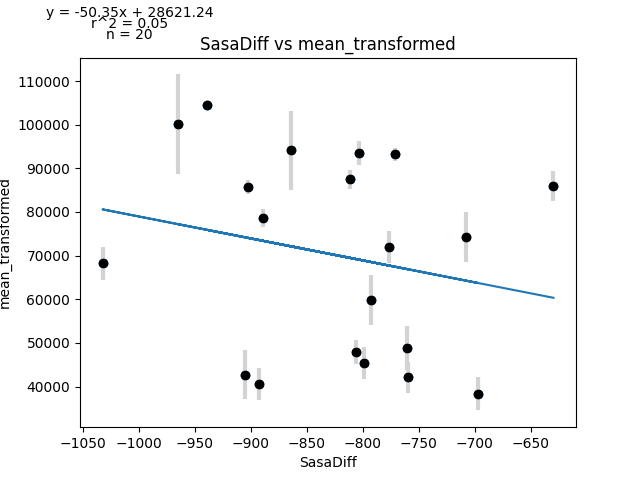 y = -50.35x + 28621.24
r^2 = 0.05
n = 20
SasaDiff vs mean_transformed
110000
100000
90000
80000
70000
60000
50000
40000
mean_transformed
−1050 −1000 −950 −900 −850 −800 −750 −700 −650
SasaDiff